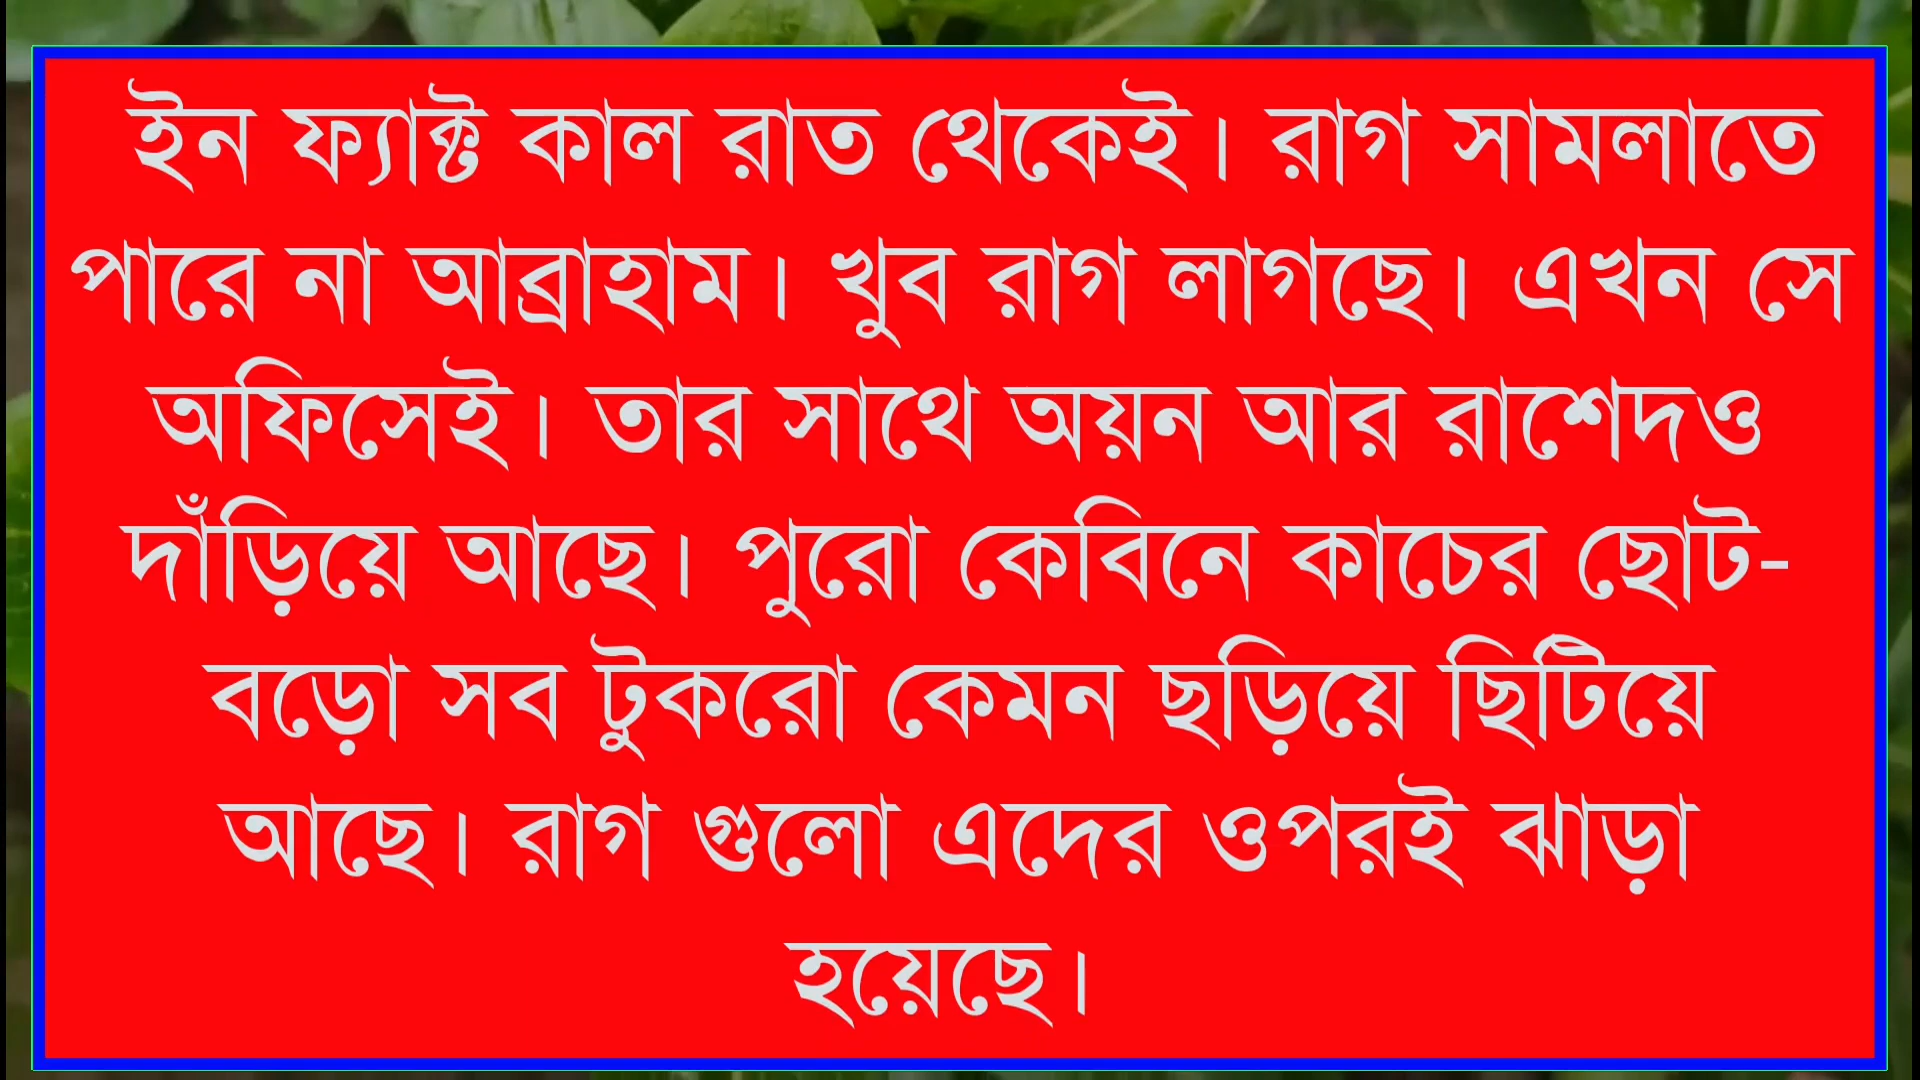 ইন ফ্যাক্ট কাল রাত থেকেই। রাগ সামলাতে
পারে না আব্রাহাম। খুব রাগ লাগছে। এখন সে
অফিসেই। তার সাথে অয়ন আর রাশেদও
দাঁড়িয়ে আছে। পুরো কেবিনে কাচের ছোট-
বড়ো সব টুকরো কেমন ছড়িয়ে ছিটিয়ে
আছে। রাগ গুলো এদের ওপরই ঝাড়া
হয়েছে।